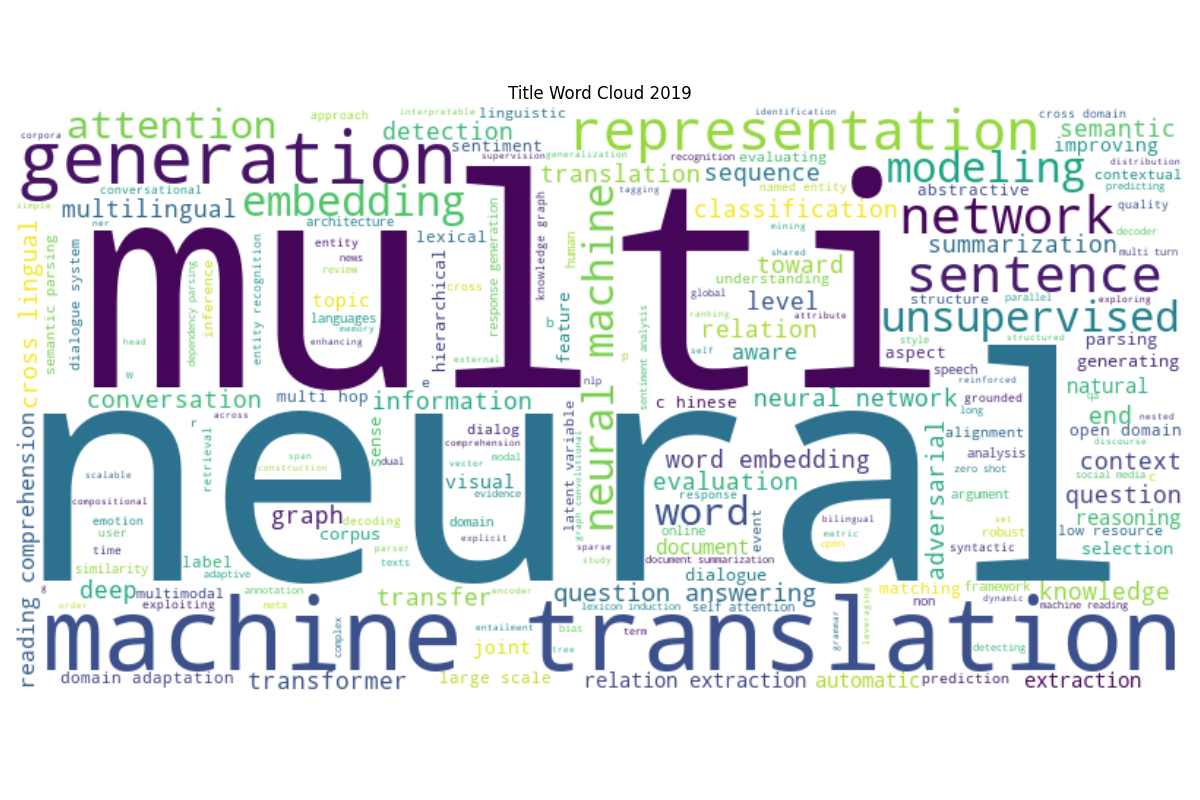 Title Word Cloud 2019
approach
interpretable
linguistic
identification
cross domain
attention
detection
representation
semantic
corpora
generation
sentiment
improving
supervision
generalization
recognition
evaluating
distribution
translation
sequence
modeling
contextual
conversational
tagging
named entity
abstractive
predicting
simple
multilingual
embedding
classification
network
quality
ner
architecture
mining
decoder
multi
lexical
entity
news
review
response generation
knowledge graph
human
neural machine
summarization
multi turn
shared
toward
understanding
sentence
cross lingual
semantic parsing
dialogue system
dependency parsing
inference
entity recognition
hierarchical
cross
topic
languages
memory
enhancing
feature
b
global
level
ranking
attribute
structure
parallel
exploring
unsupervised
relation
style
structured
head
external
p
sentiment analysis
self
aware
aspect
parsing
generating
speech
w
e
nlp
reinforced
natural
conversation
multi hop
information
c hinese
neural network
grounded
long
qa
end
nested
across
r
dialog
comprehension
neural
alignment
open domain
discourse
reading comprehension
retrieval
span
construction
sense
dual
vector
modal
latent variable
graph convolutional
word embedding
analysis
context
scalable
visual
evidence
evaluation
zero shot
social media
c
compositional
response
adversarial
argument
question
graph
decoding
word
event
emotion
user
corpus
domain
online
bilingual
metric
open
set
robust
reasoning
low resource
time
explicit
sparse
study
document
document summarization
syntactic
selection
parser
texts
label
similarity
adaptive
dialogue
8
deep
multimodal
annotation
transfer
encoder
question answering
matching
framework
knowledge
order
exploiting
meta
lexicon induction
self attention
non
dynamic
machine reading
machine translation
complex
entailment
bias
term
grammar
leveraging
joint
tree
detecting
domain adaptation
transformer
large scale
relation extraction
automatic
prediction
extraction